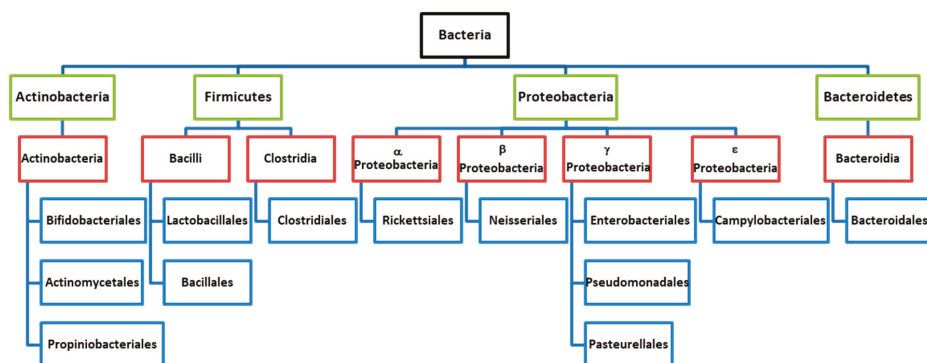 Bacteria
Actinobacteria
Firmicutes
Proteobacteria
Bacteroidetes
Actinobacteria
Bacilli
Clostridia
α
Proteobacteria
β
Proteobacteria
γ
Proteobacteria
ε
Proteobacteria
Bacteroidia
Bifidobacteriales
Lactobacillales
Clostridiales
Rickettsiales
Neisseriales
Enterobacteriales
Campylobacteriales
Bacteroidales
Actinomycetales
Bacillales
Pseudomonadales
Propiniobacteriales
Pasteurellales